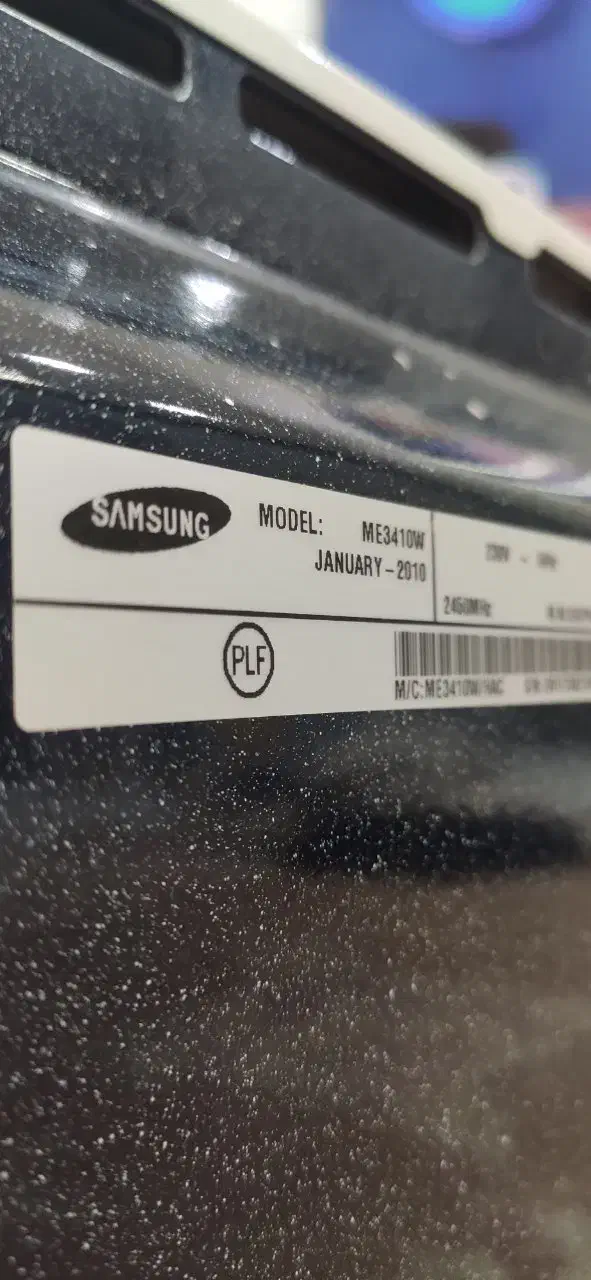 SAMSUNG
MODEL: ME3410W
JANUARY-2010
2450MHz
PLF
M/C:ME3410W/HAC